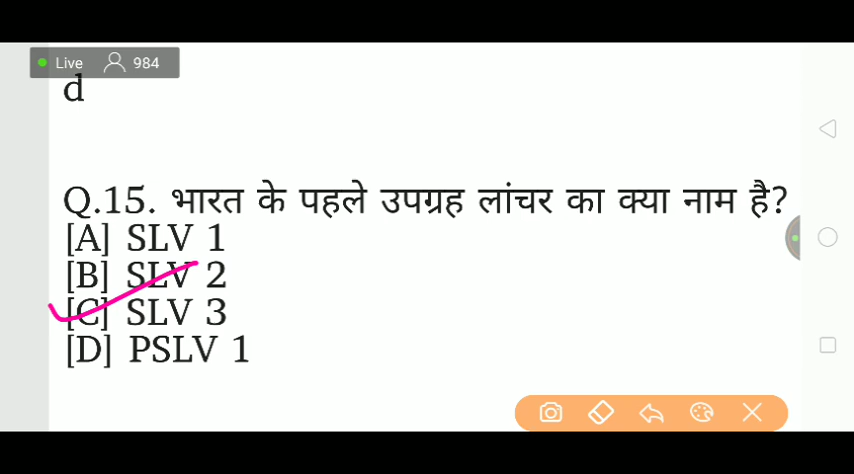 Live 984
d
Q.15. भारत के पहले उपग्रह लांचर का क्या नाम है?
[A] SLV 1
[B] SLV 2
[C] SLV 3
[D] PSLV 1